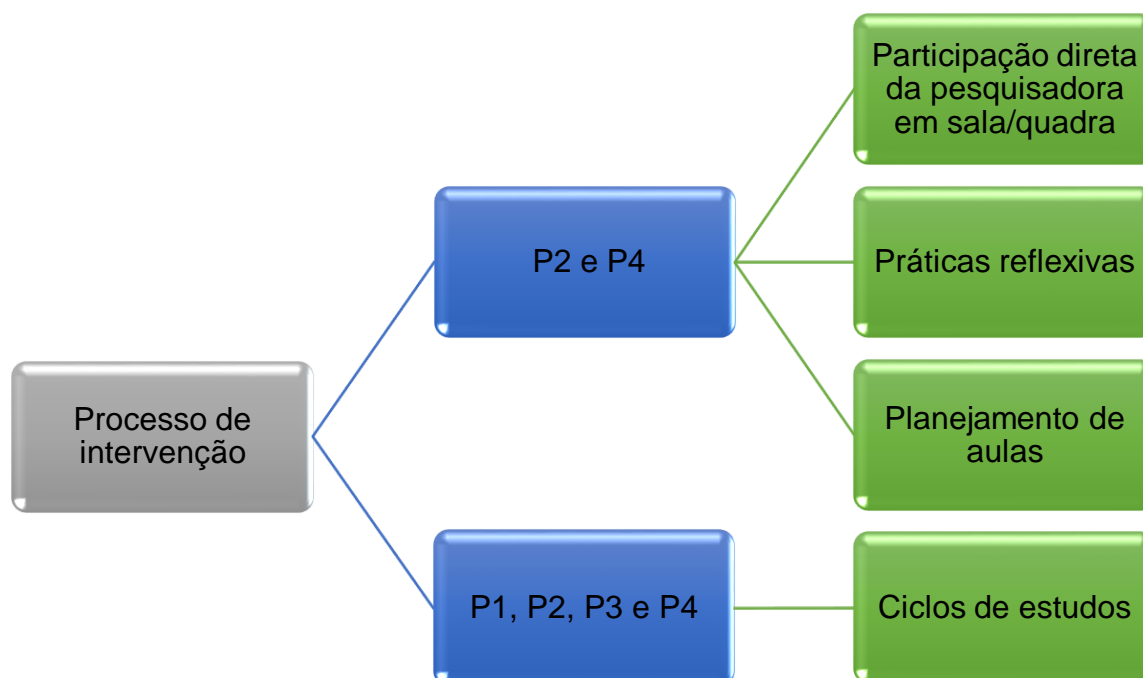 Processo de
intervenção
P2 e P4
Participação direta
da pesquisadora
em sala/quadra
Práticas reflexivas
Planejamento de
aulas
P1, P2, P3 e P4
Ciclos de estudos